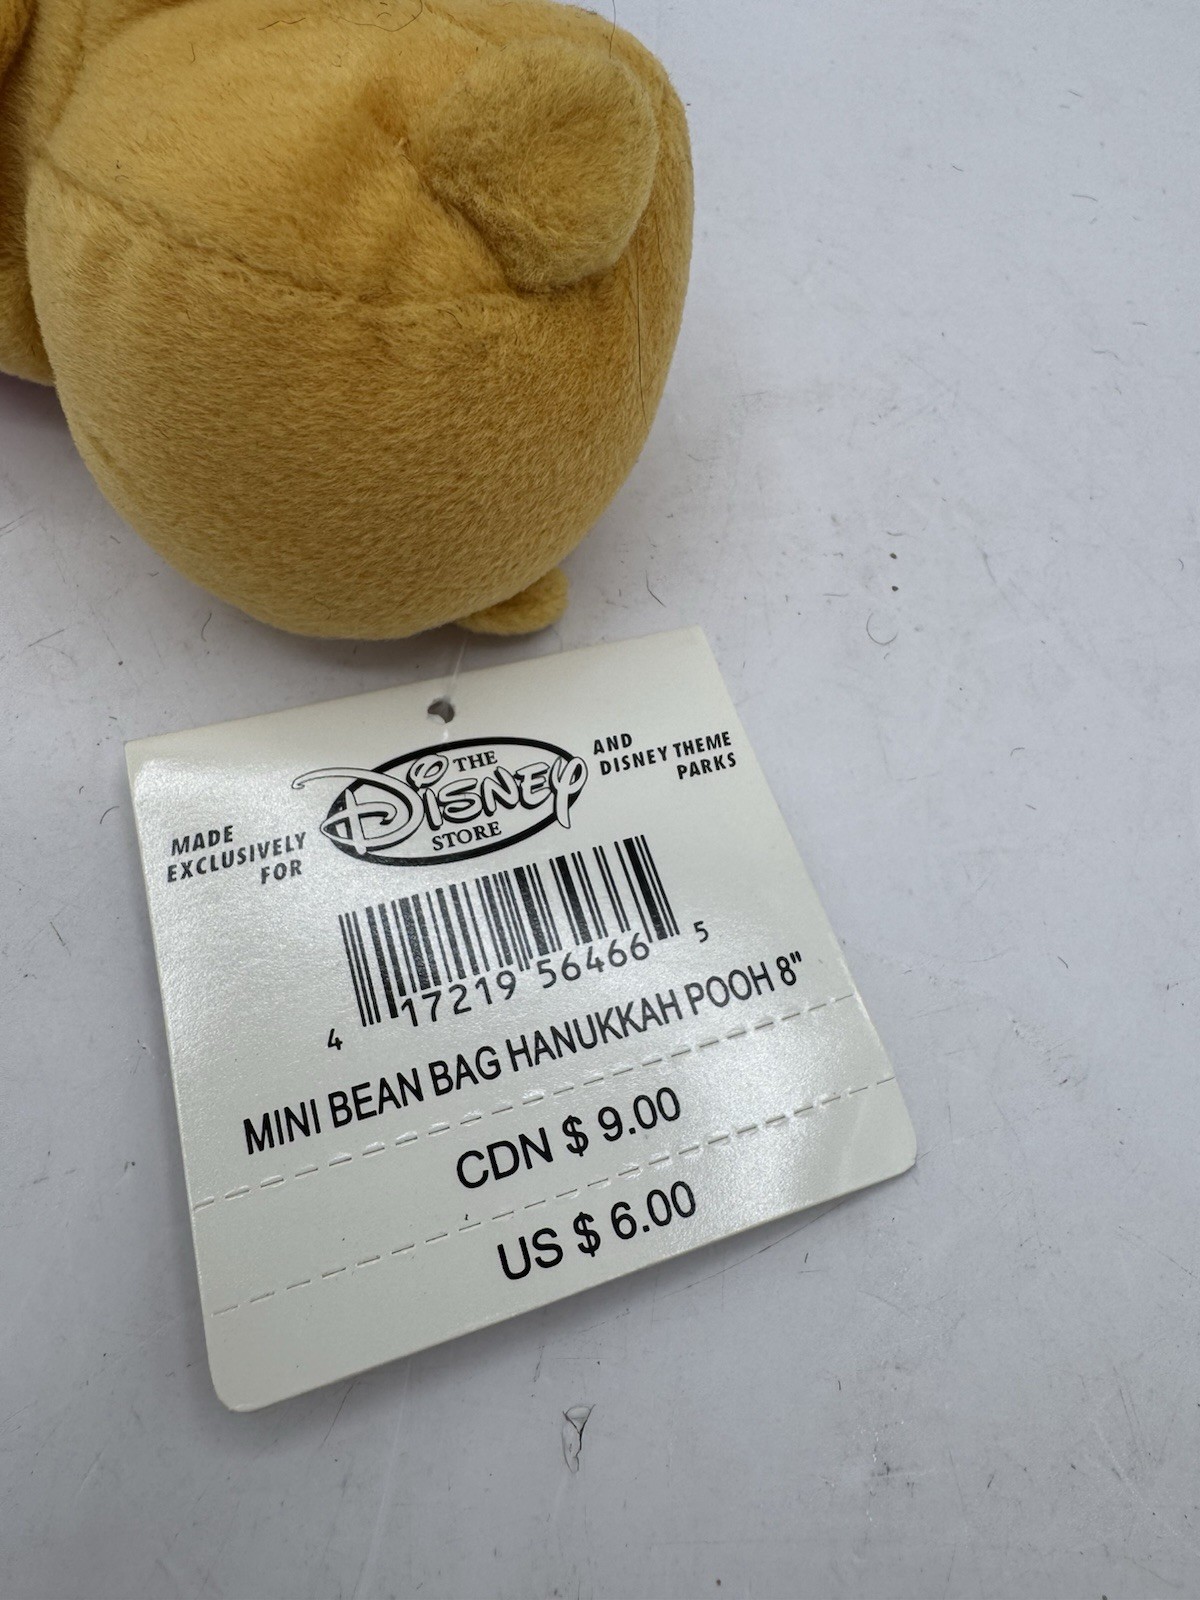 MADE
EXCLUSIVELY
FOR
THE
DISNEY
STORE
AND
DISNEY THEME
PARKS
4 17219 56466 5
MINI BEAN BAG HANUKKAH POOH 8"
CDN $ 9.00
US $ 6.00